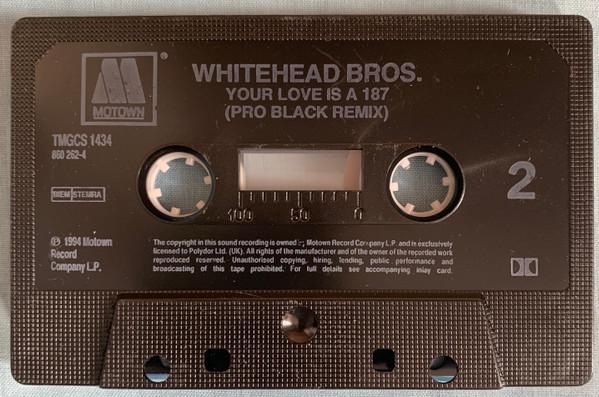 M®
MOTOWN
WHITEHEAD BROS.
YOUR LOVE IS A 187
(PRO BLACK REMIX)
TMGCS 1434
860 262-4
BIEM STEMRA
2
100 50 0
℗ 1994 Motown
Record
Company L.P.
The copyright in this sound recording is owned by Motown Record Company L.P. and is exclusively
licensed to Polydor Ltd. (UK). All rights of the manufacturer and of the owner of the recorded work
reproduced reserved. Unauthorised copying, hiring, lending, public performance and
broadcasting of this tape prohibited. For full details see accompanying inlay card.